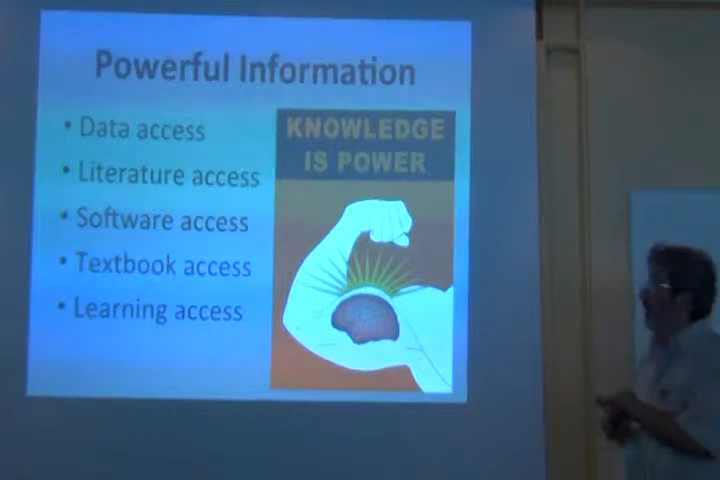 Powerful Information
• Data access
• Literature access
• Software access
• Textbook access
• Learning access
KNOWLEDGE
IS POWER